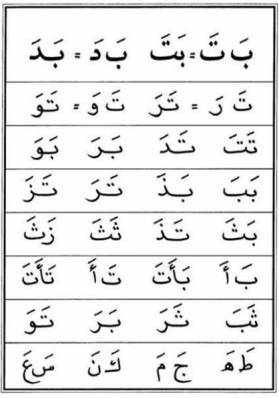 بَ تَ = بَتَ بَ دَ = بَدَ
تَ رَ = تَرَ تَ وَ = تَوَ
تَتَ تَدَ بَرَ بَوَ
بَبَ بَذَ تَرَ تَزَ
بَثَ تَذَ ثَثَ زَثَ
بَ أَ بَأَتَ تَ أَ تَأَتَ
ثَبَ ثَرَ بَرَ تَوَ
طَ هَ جَ مَ كَ نَ سَ عَ